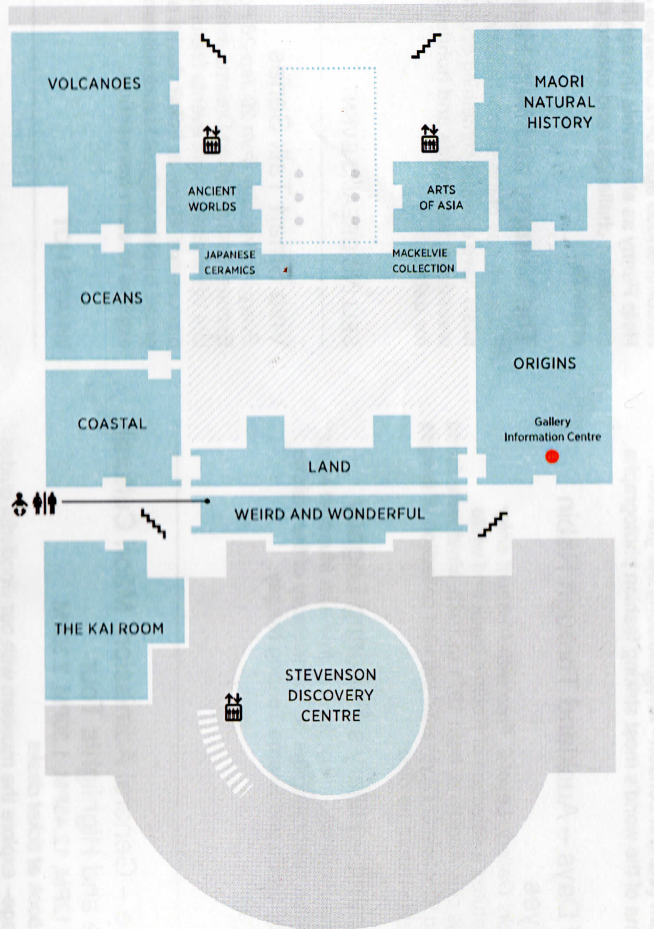 VOLCANOES
MAORI
NATURAL
HISTORY
ANCIENT
WORLDS
ARTS
OF ASIA
JAPANESE
CERAMICS
MACKELVIE
COLLECTION
OCEANS
ORIGINS
COASTAL
Gallery
Information Centre
LAND
WEIRD AND WONDERFUL
THE KAI ROOM
STEVENSON
DISCOVERY
CENTRE